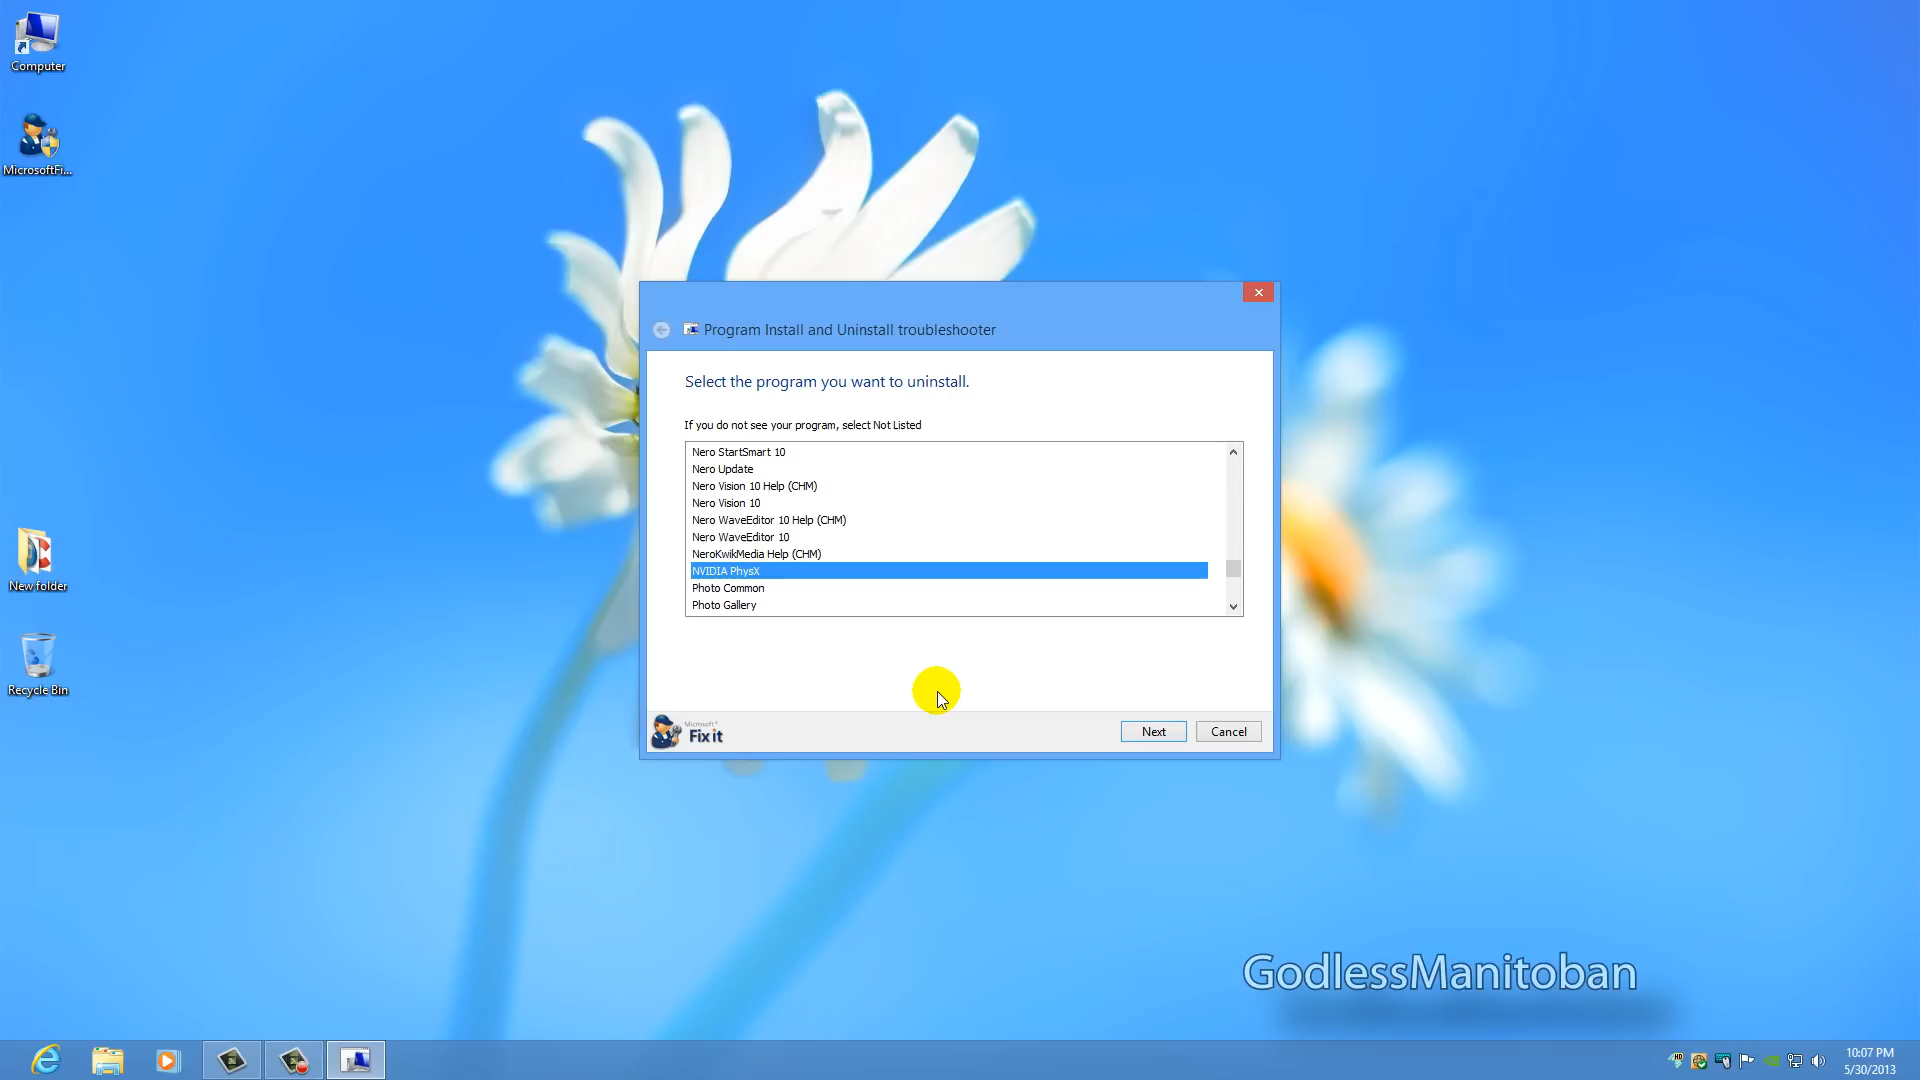 Computer
MicrosoftFi...
New folder
Recycle Bin
Program Install and Uninstall troubleshooter
Select the program you want to uninstall.
If you do not see your program, select Not Listed
Nero StartSmart 10
Nero Update
Nero Vision 10 Help (CHM)
Nero Vision 10
Nero WaveEditor 10 Help (CHM)
Nero WaveEditor 10
NeroKwikMedia Help (CHM)
NVIDIA PhysX
Photo Common
Photo Gallery
Microsoft
Fix it
Next
Cancel
GodlessManitoban
10:07 PM
5/30/2013